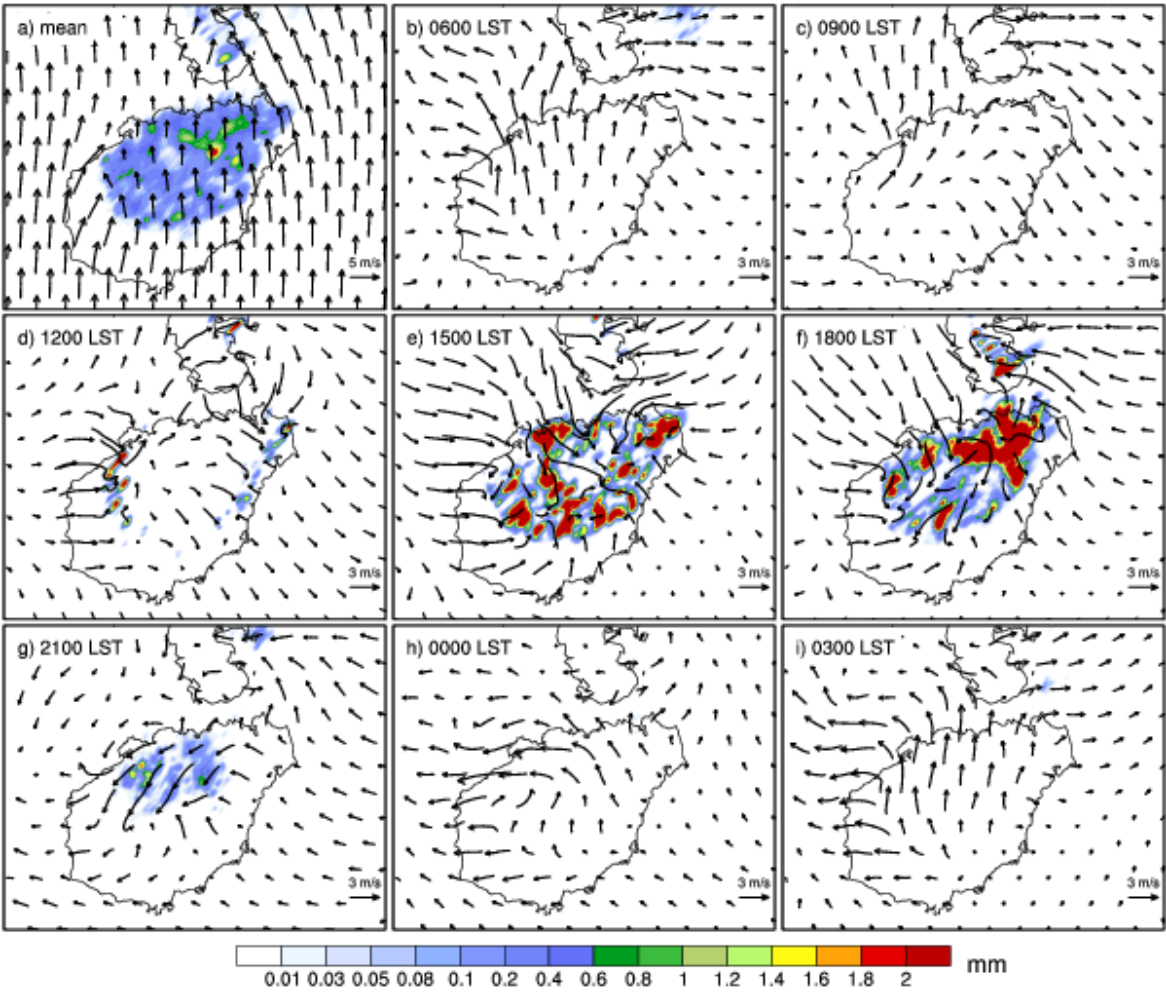 a) mean
5 m/s
b) 0600 LST
3 m/s
c) 0900 LST
3 m/s
d) 1200 LST
3 m/s
e) 1500 LST
3 m/s
f) 1800 LST
3 m/s
g) 2100 LST
3 m/s
h) 0000 LST
3 m/s
i) 0300 LST
3 m/s
0.01 0.03 0.05 0.08 0.1 0.2 0.4 0.6 0.8 1 1.2 1.4 1.6 1.8 2 mm